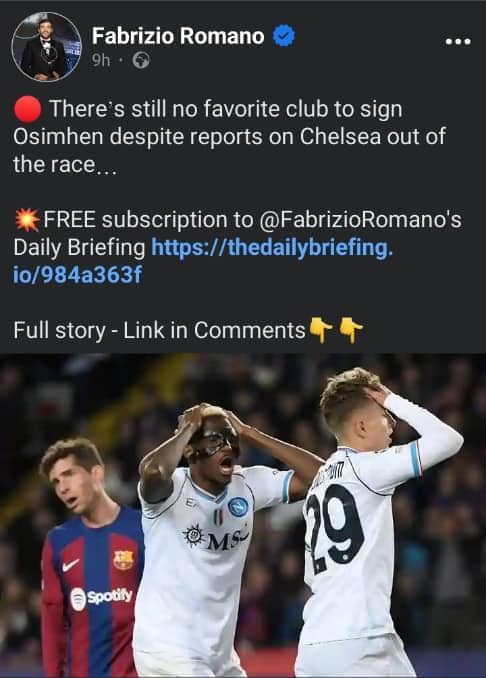 Fabrizio Romano
9h ·
There's still no favorite club to sign
Osimhen despite reports on Chelsea out of
the race...
FREE subscription to @FabrizioRomano's
Daily Briefing https://thedailybriefing.
io/984a363f
Full story - Link in Comments
Spotify
MSC
29